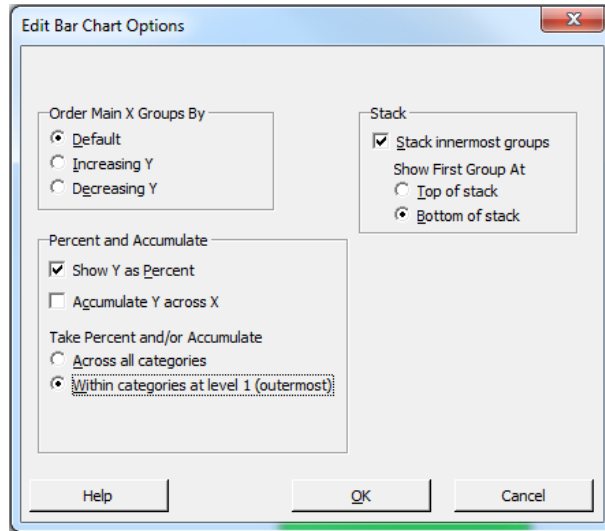 Edit Bar Chart Options
Order Main X Groups By
Default
Increasing Y
Decreasing Y
Stack
Stack innermost groups
Show First Group At
Top of stack
Bottom of stack
Percent and Accumulate
Show Y as Percent
Accumulate Y across X
Take Percent and/or Accumulate
Across all categories
Within categories at level 1 (outermost)
Help
OK
Cancel